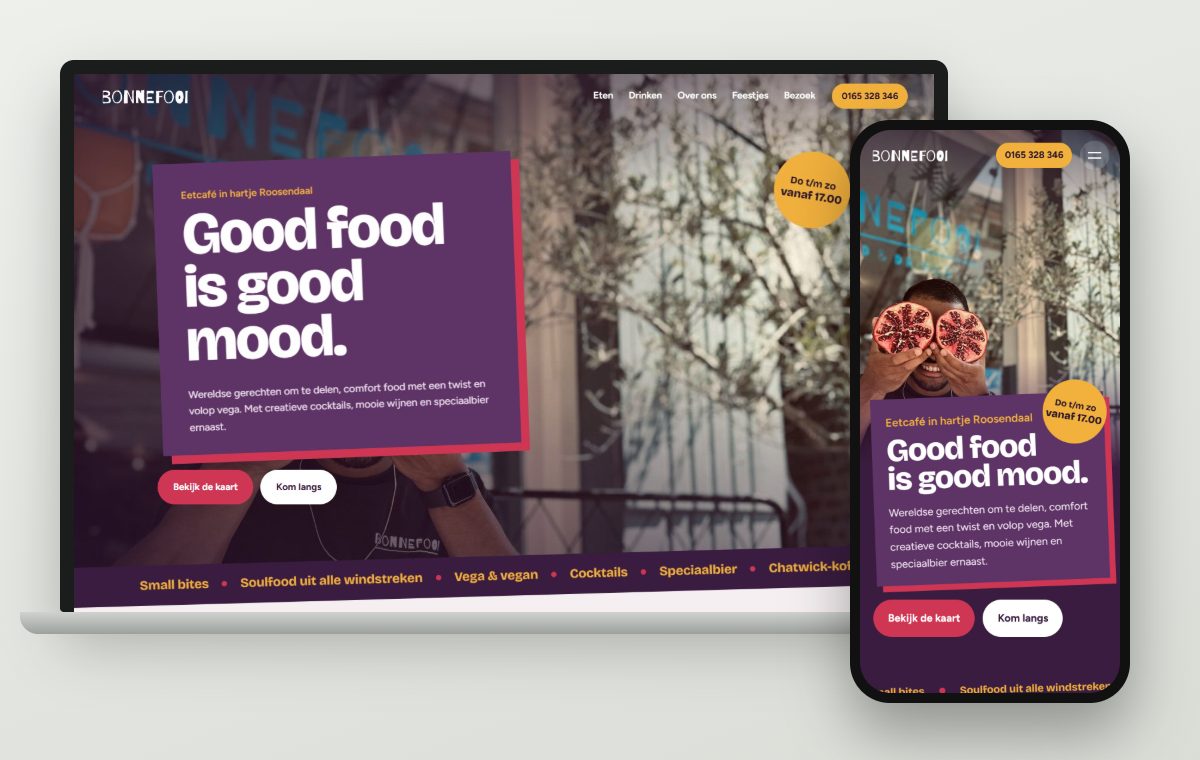 BONNEFOOI
Eten Drinken Over ons Feestjes Bezoek 0165 328 346
Eetcafé in hartje Roosendaal
Good food
is good
mood.
Wereldse gerechten om te delen, comfort food met een twist en
volop vega. Met creatieve cocktails, mooie wijnen en speciaalbier
ernaast.
Do t/m zo
vanaf 17.00
Bekijk de kaart Kom langs
BONNEFOOI
Small bites • Soulfood uit alle windstreken • Vega & vegan • Cocktails • Speciaalbier • Chatwick-kof
BONNEFOOI 0165 328 346
Do t/m zo
vanaf 17.00
Eetcafé in hartje Roosendaal
Good food
is good mood.
Wereldse gerechten om te delen, comfort
food met een twist en volop vega. Met
creatieve cocktails, mooie wijnen en
speciaalbier ernaast.
Bekijk de kaart Kom langs
all bites • Soulfood uit alle windstreken